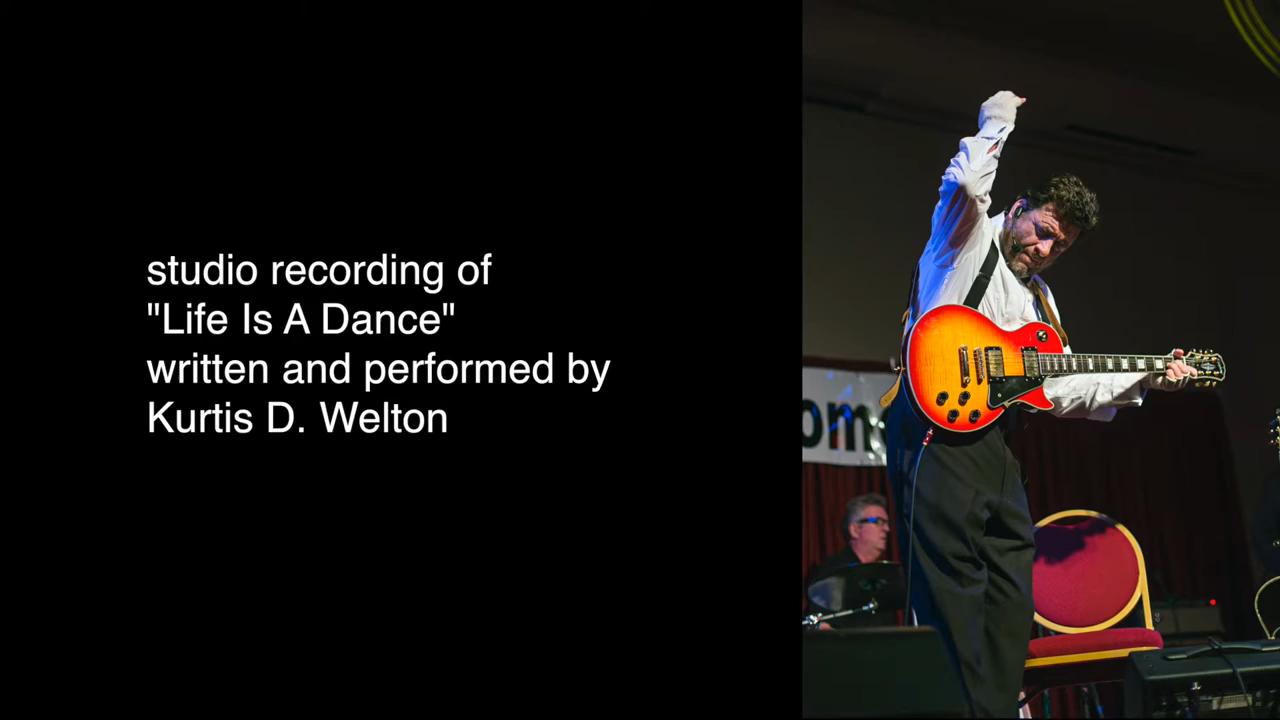 studio recording of
"Life Is A Dance"
written and performed by
Kurtis D. Welton